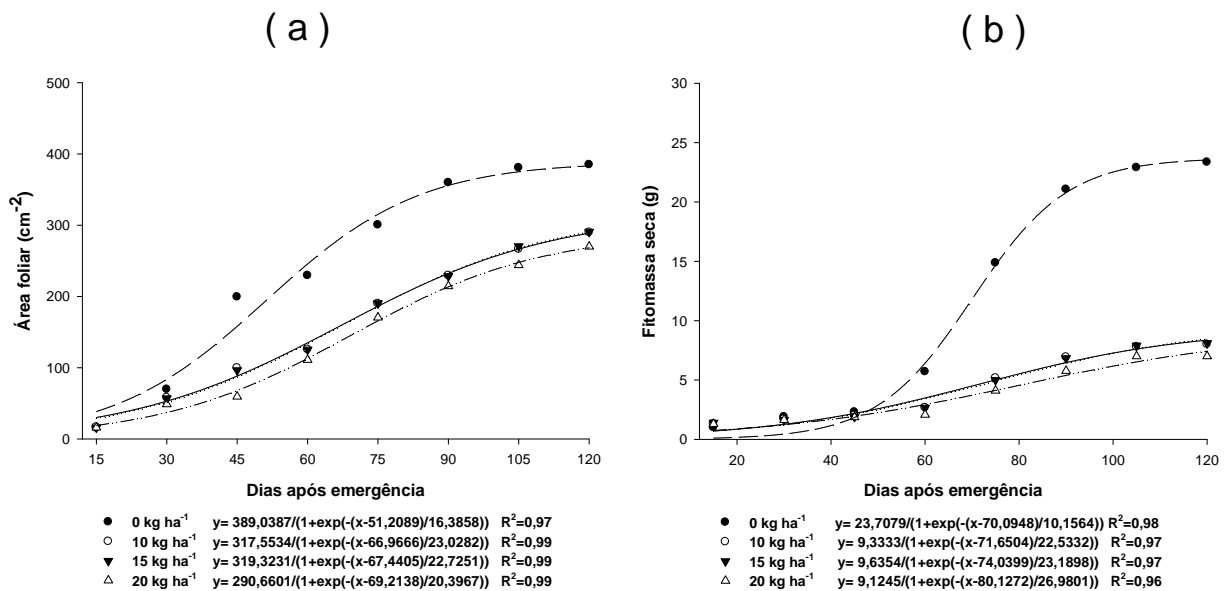 ( a )
Área foliar (cm⁻²)
500
400
300
200
100
0
15 30 45 60 75 90 105 120
Dias após emergência
0 kg ha⁻¹ y= 389,0387/(1+exp(-(x-51,2089)/16,3858)) R²=0,97
10 kg ha⁻¹ y= 317,5534/(1+exp(-(x-66,9666)/23,0282)) R²=0,99
15 kg ha⁻¹ y= 319,3231/(1+exp(-(x-67,4405)/22,7251)) R²=0,99
20 kg ha⁻¹ y= 290,6601/(1+exp(-(x-69,2138)/20,3967)) R²=0,99
( b )
Fitomassa seca (g)
30
25
20
15
10
5
0
20 40 60 80 100 120
Dias após emergência
0 kg ha⁻¹ y= 23,7079/(1+exp(-(x-70,0948)/10,1564)) R²=0,98
10 kg ha⁻¹ y= 9,3333/(1+exp(-(x-71,6504)/22,5332)) R²=0,97
15 kg ha⁻¹ y= 9,6354/(1+exp(-(x-74,0399)/23,1898)) R²=0,97
20 kg ha⁻¹ y= 9,1245/(1+exp(-(x-80,1272)/26,9801)) R²=0,96